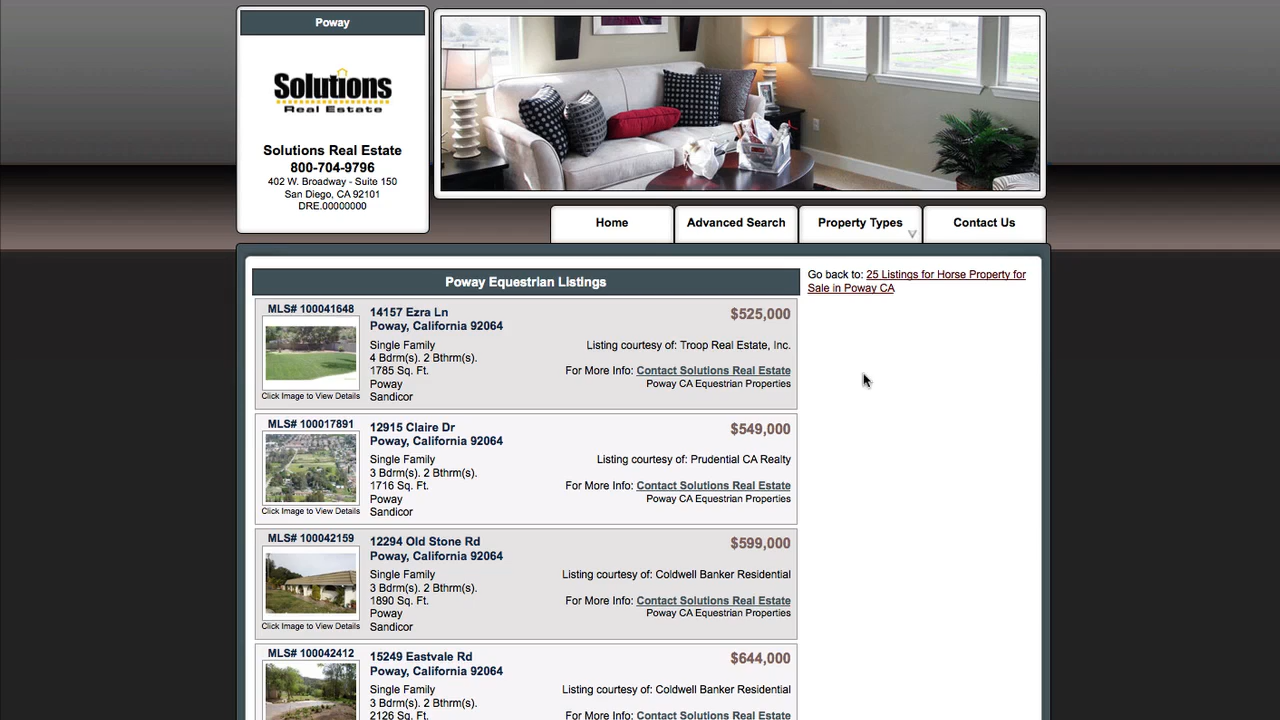 Poway
Solutions
Real Estate
Solutions Real Estate
800-704-9796
402 W. Broadway - Suite 150
San Diego, CA 92101
DRE.00000000
Home
Advanced Search
Property Types
Contact Us
Poway Equestrian Listings
Go back to: 25 Listings for Horse Property for
Sale in Poway CA
MLS# 100041648
Click Image to View Details
14157 Ezra Ln
Poway, California 92064
Single Family
4 Bdrm(s). 2 Bthrm(s).
1785 Sq. Ft.
Poway
Sandicor
$525,000
Listing courtesy of: Troop Real Estate, Inc.
For More Info: Contact Solutions Real Estate
Poway CA Equestrian Properties
MLS# 100017891
Click Image to View Details
12915 Claire Dr
Poway, California 92064
Single Family
3 Bdrm(s). 2 Bthrm(s).
1716 Sq. Ft.
Poway
Sandicor
$549,000
Listing courtesy of: Prudential CA Realty
For More Info: Contact Solutions Real Estate
Poway CA Equestrian Properties
MLS# 100042159
Click Image to View Details
12294 Old Stone Rd
Poway, California 92064
Single Family
3 Bdrm(s). 2 Bthrm(s).
1890 Sq. Ft.
Poway
Sandicor
$599,000
Listing courtesy of: Coldwell Banker Residential
For More Info: Contact Solutions Real Estate
Poway CA Equestrian Properties
MLS# 100042412
15249 Eastvale Rd
Poway, California 92064
Single Family
3 Bdrm(s). 2 Bthrm(s).
2126 Sq. Ft.
$644,000
Listing courtesy of: Coldwell Banker Residential
For More Info: Contact Solutions Real Estate